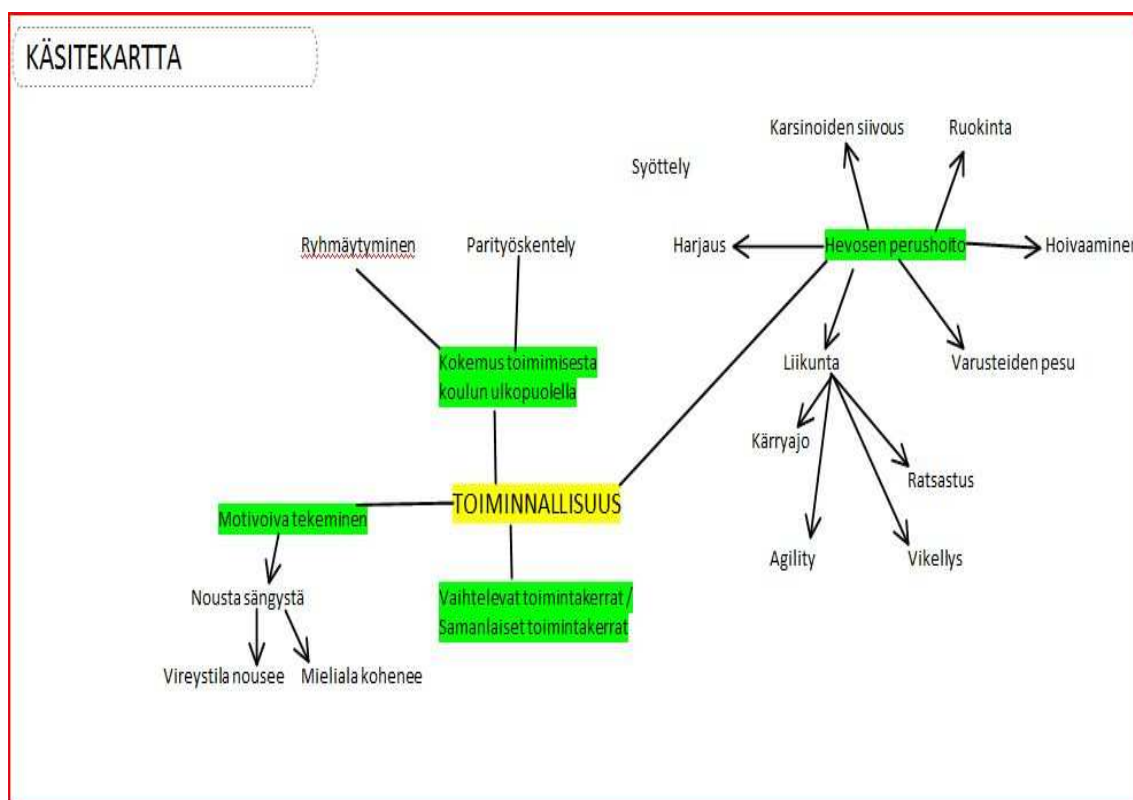 KÄSITEKARTTA
Karsinoiden siivous
Ruokinta
Syöttely
Ryhmäytyminen
Parityöskentely
Harjaus
Hevosen perushoito
Hoivaaminen
Kokemus toimimisesta
koulun ulkopuolella
Liikunta
Varusteiden pesu
Kärryajo
Ratsastus
TOIMINNALLISUUS
Motivoiva tekeminen
Agility
Vikellys
Nousta sängystä
Vaihtelevat toimintakerrat /
Samanlaiset toimintakerrat
Vireystila nousee
Mieliala kohenee